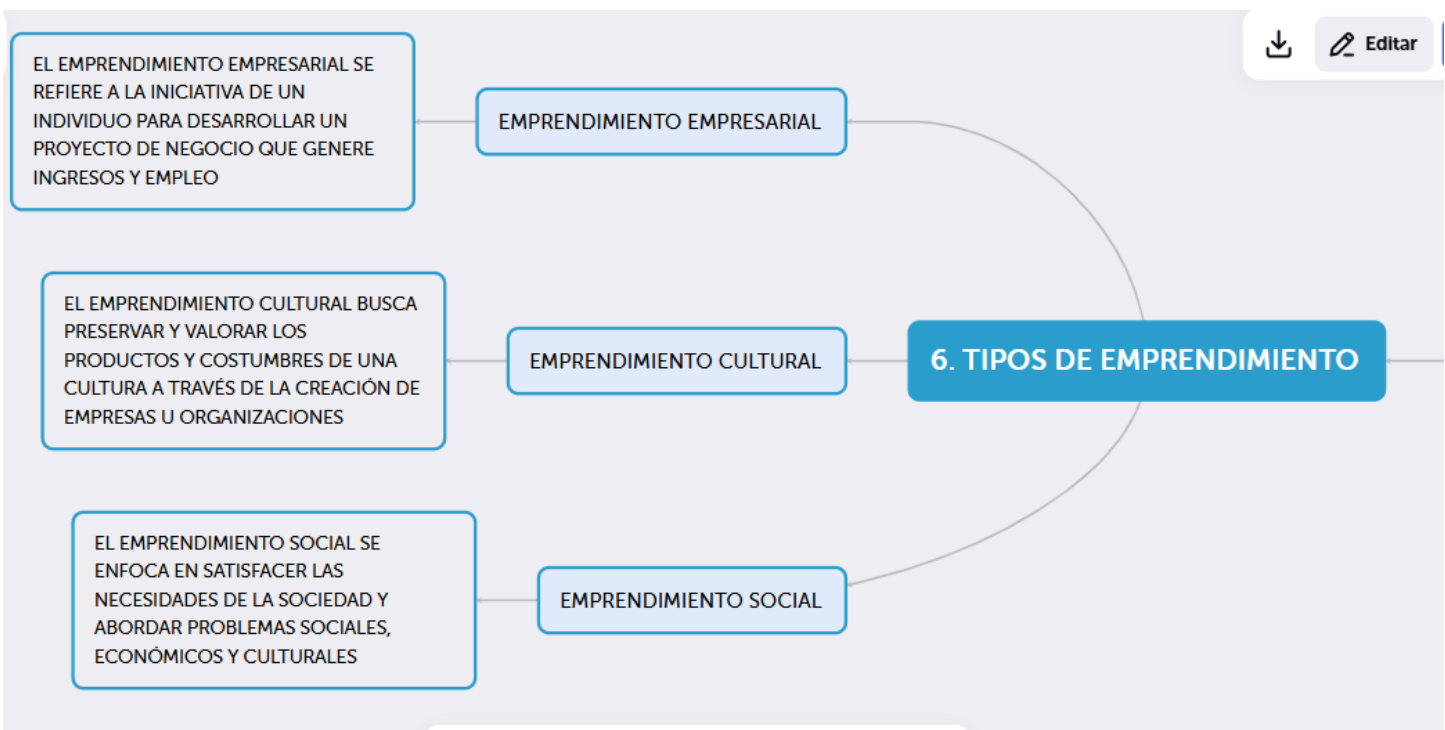 Editar
EL EMPRENDIMIENTO EMPRESARIAL SE
REFIERE A LA INICIATIVA DE UN
INDIVIDUO PARA DESARROLLAR UN
PROYECTO DE NEGOCIO QUE GENERE
INGRESOS Y EMPLEO
EMPRENDIMIENTO EMPRESARIAL
EL EMPRENDIMIENTO CULTURAL BUSCA
PRESERVAR Y VALORAR LOS
PRODUCTOS Y COSTUMBRES DE UNA
CULTURA A TRAVÉS DE LA CREACIÓN DE
EMPRESAS U ORGANIZACIONES
EMPRENDIMIENTO CULTURAL
6. TIPOS DE EMPRENDIMIENTO
EL EMPRENDIMIENTO SOCIAL SE
ENFOCA EN SATISFACER LAS
NECESIDADES DE LA SOCIEDAD Y
ABORDAR PROBLEMAS SOCIALES,
ECONÓMICOS Y CULTURALES
EMPRENDIMIENTO SOCIAL